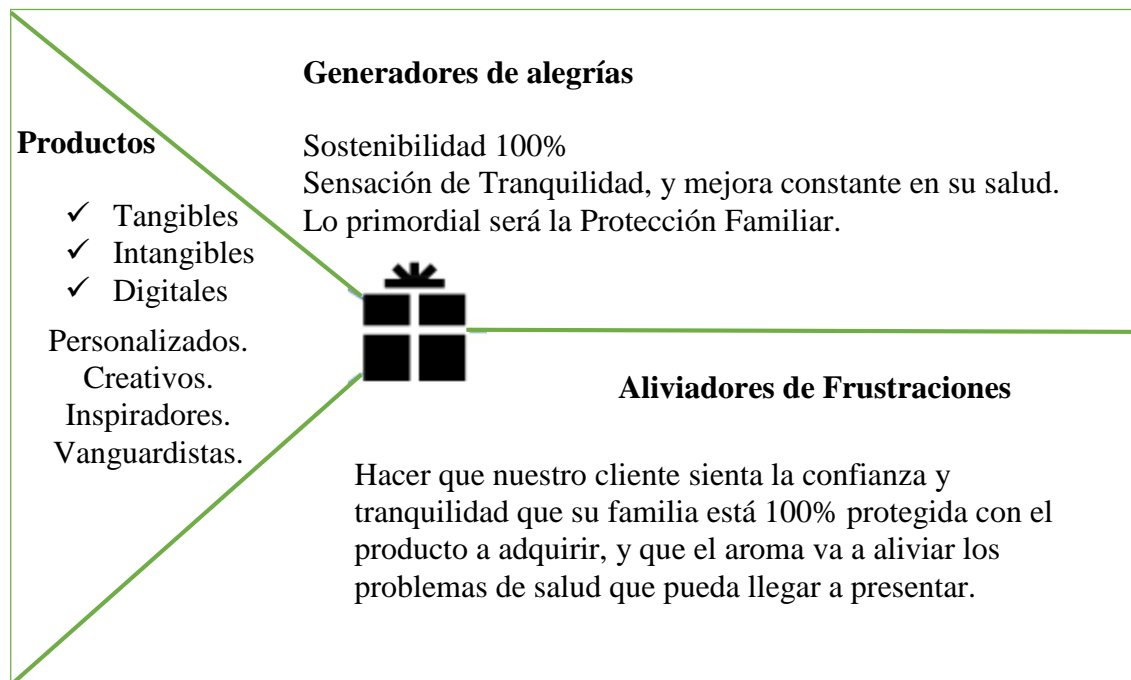 Generadores de alegrías
Productos
Sostenibilidad 100%
Sensación de Tranquilidad, y mejora constante en su salud.
Lo primordial será la Protección Familiar.
✓ Tangibles
✓ Intangibles
✓ Digitales
Personalizados.
Creativos.
Inspiradores.
Vanguardistas.
Aliviadores de Frustraciones
Hacer que nuestro cliente sienta la confianza y
tranquilidad que su familia está 100% protegida con el
producto a adquirir, y que el aroma va a aliviar los
problemas de salud que pueda llegar a presentar.